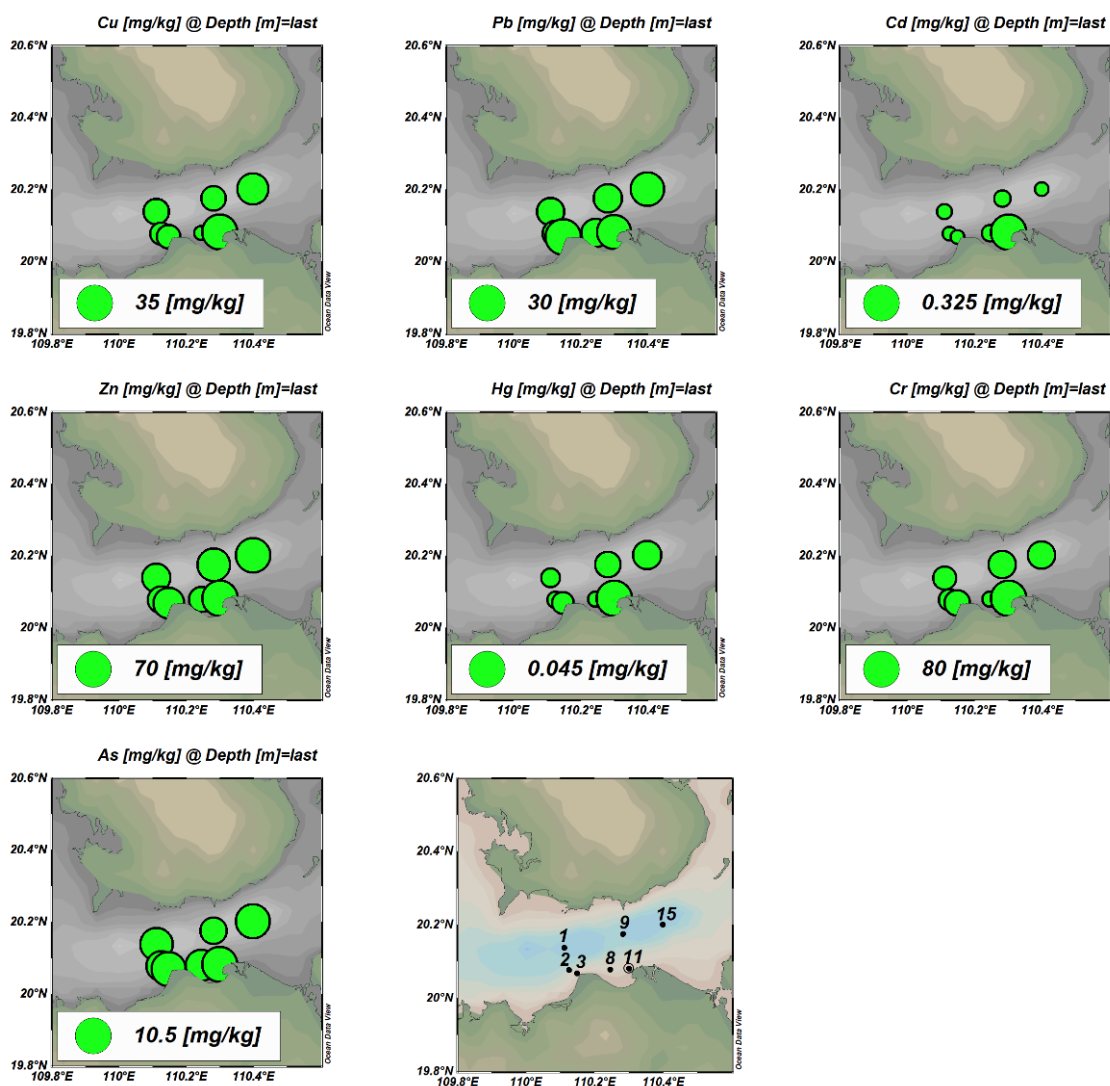 Cu [mg/kg] @ Depth [m]=last
20.6°N
20.4°N
20.2°N
20°N
19.8°N
109.8°E 110°E 110.2°E 110.4°E
35 [mg/kg]
Ocean Data View
Pb [mg/kg] @ Depth [m]=last
20.6°N
20.4°N
20.2°N
20°N
19.8°N
109.8°E 110°E 110.2°E 110.4°E
30 [mg/kg]
Ocean Data View
Cd [mg/kg] @ Depth [m]=last
20.6°N
20.4°N
20.2°N
20°N
19.8°N
109.8°E 110°E 110.2°E 110.4°E
0.325 [mg/kg]
Ocean Data View
Zn [mg/kg] @ Depth [m]=last
20.6°N
20.4°N
20.2°N
20°N
19.8°N
109.8°E 110°E 110.2°E 110.4°E
70 [mg/kg]
Ocean Data View
Hg [mg/kg] @ Depth [m]=last
20.6°N
20.4°N
20.2°N
20°N
19.8°N
109.8°E 110°E 110.2°E 110.4°E
0.045 [mg/kg]
Ocean Data View
Cr [mg/kg] @ Depth [m]=last
20.6°N
20.4°N
20.2°N
20°N
19.8°N
109.8°E 110°E 110.2°E 110.4°E
80 [mg/kg]
Ocean Data View
As [mg/kg] @ Depth [m]=last
20.6°N
20.4°N
20.2°N
20°N
19.8°N
109.8°E 110°E 110.2°E 110.4°E
10.5 [mg/kg]
Ocean Data View
20.6°N
20.4°N
20.2°N
20°N
19.8°N
109.8°E 110°E 110.2°E 110.4°E
9 15
1
2 3 8 11
Ocean Data View